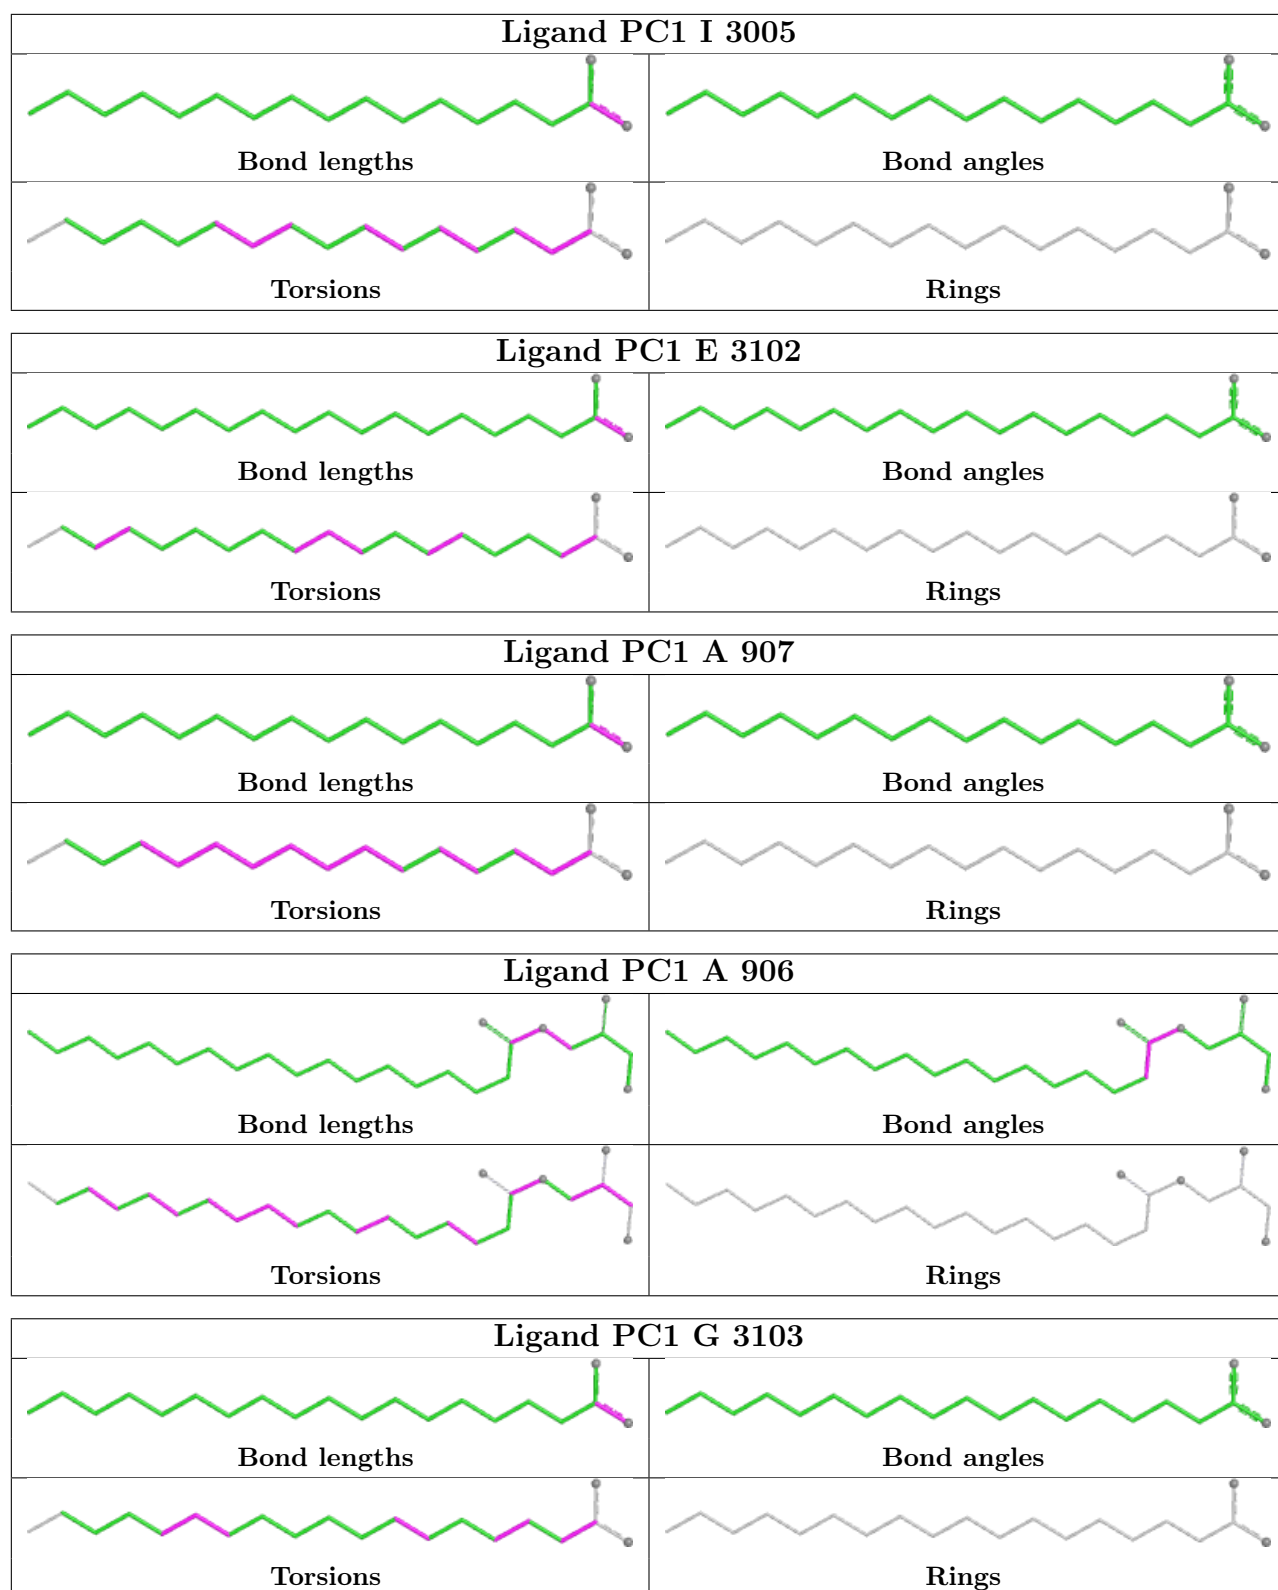 Ligand PC1 I 3005
Bond lengths
Bond angles
Torsions
Rings
Ligand PC1 E 3102
Bond lengths
Bond angles
Torsions
Rings
Ligand PC1 A 907
Bond lengths
Bond angles
Torsions
Rings
Ligand PC1 A 906
Bond lengths
Bond angles
Torsions
Rings
Ligand PC1 G 3103
Bond lengths
Bond angles
Torsions
Rings